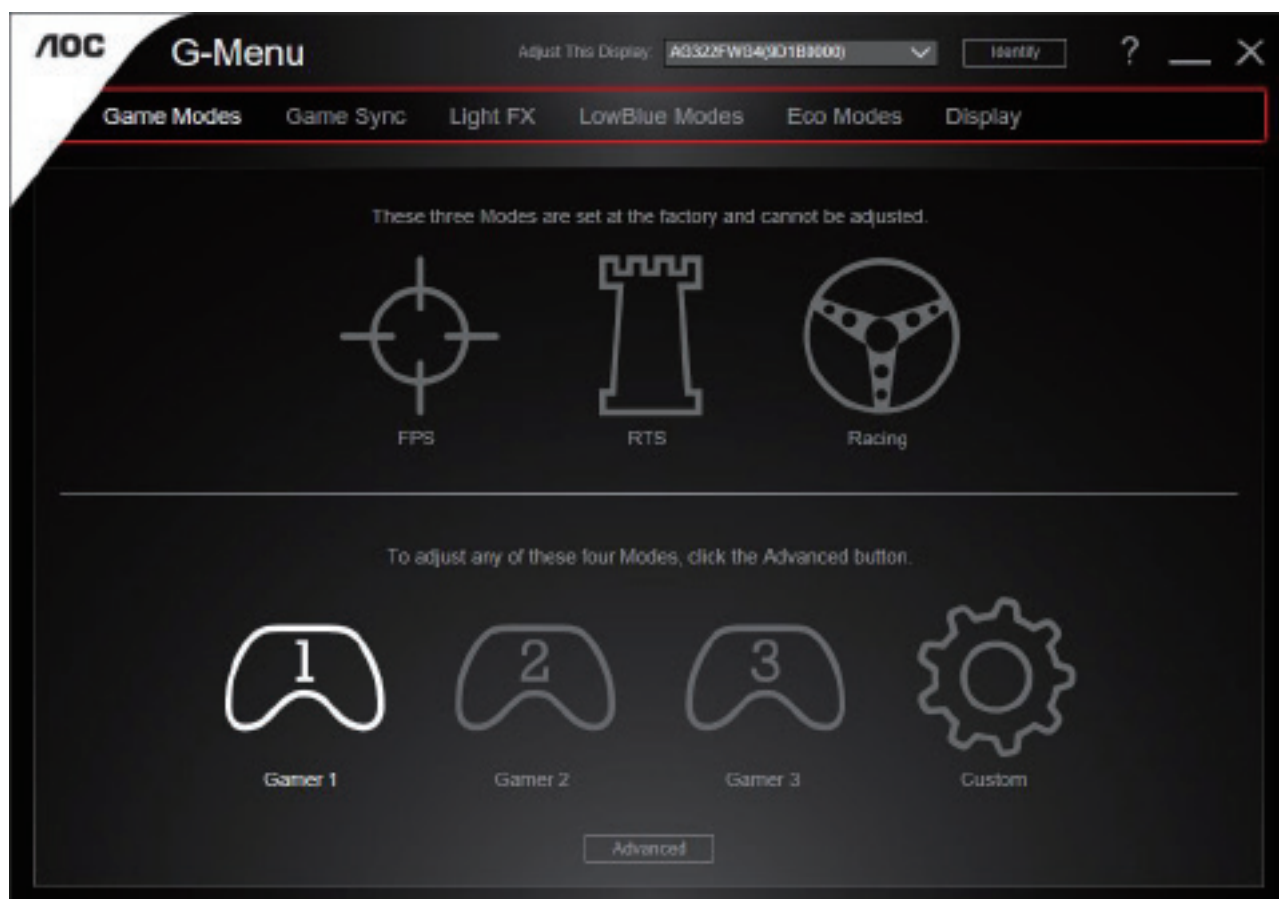 AOC G-Menu Adjust This Display: AG322FWG4(9D1B0000) Identify ?
Game Modes Game Sync Light FX LowBlue Modes Eco Modes Display
These three Modes are set at the factory and cannot be adjusted.
FPS RTS Racing
To adjust any of these four Modes, click the Advanced button.
1 2 3
Gamer 1 Gamer 2 Gamer 3 Custom
Advanced